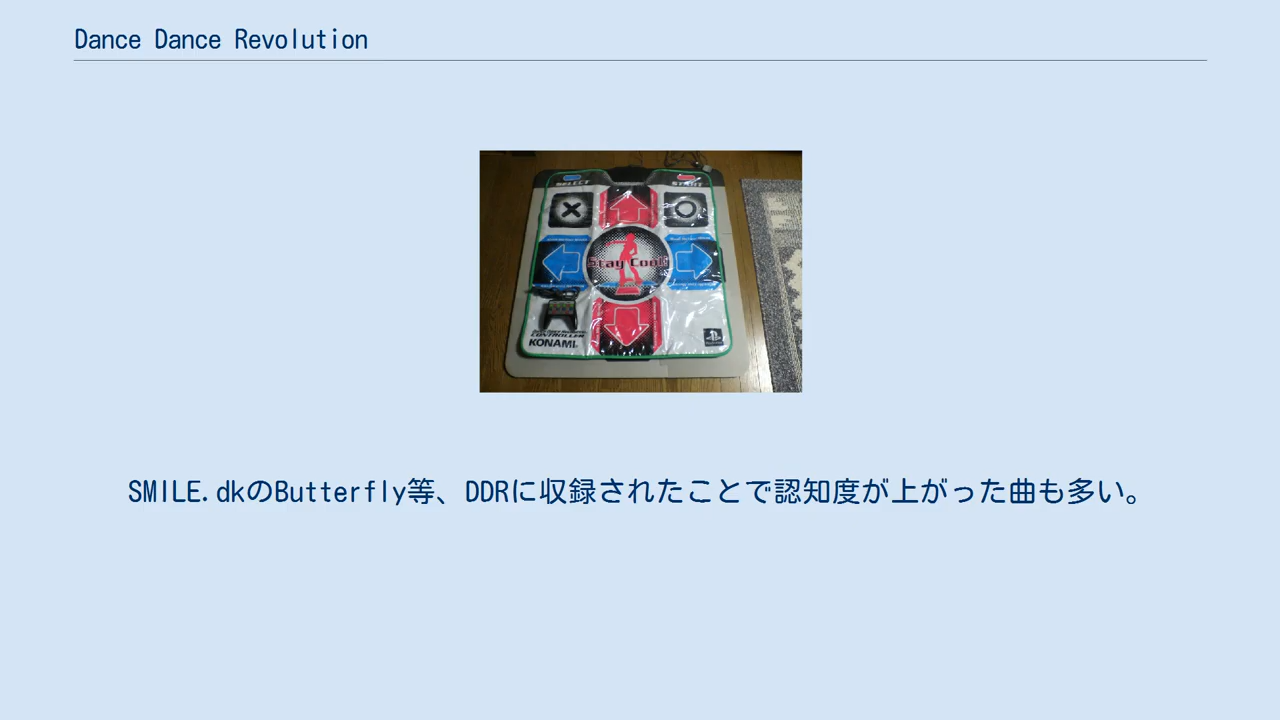 Dance Dance Revolution
SELECT
START
Stay Cool!
CONTROLLER
KONAMI
SMILE.dkのButterfly等、DDRに収録されたことで認知度が上がった曲も多い。